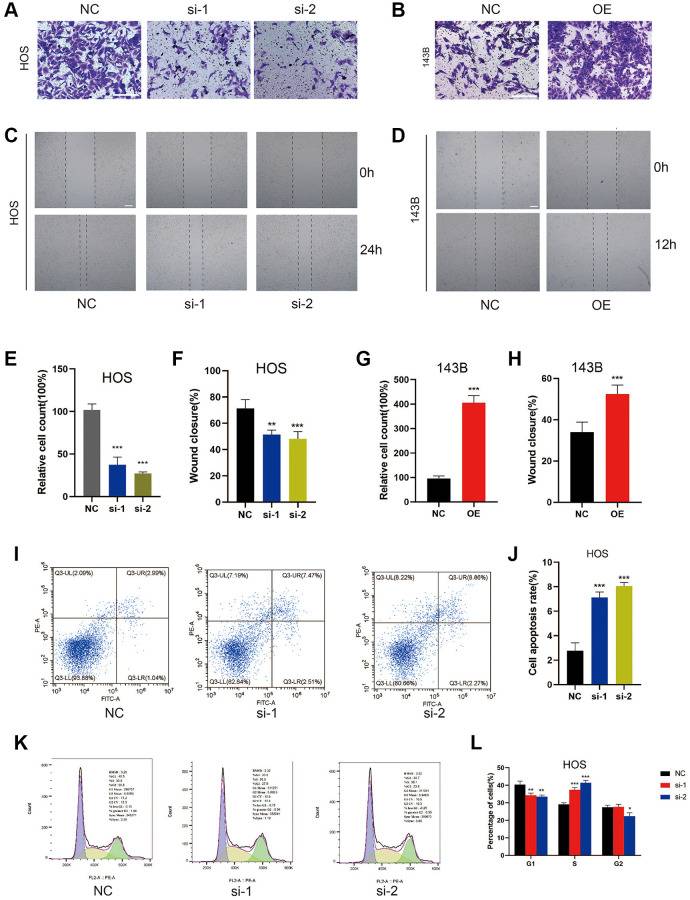 A NC si-1 si-2 B NC OE
HOS 143B
C D
HOS 0h 143B 0h
24h 12h
NC si-1 si-2 NC OE
E HOS F HOS G 143B H 143B
Relative cell count(100%) 150 100 50 0 *** *** NC si-1 si-2
Wound closure(%) 100 80 60 40 20 0 ** *** NC si-1 si-2
Relative cell count(100%) 500 400 300 200 100 0 *** NC OE
Wound closure(%) 60 40 20 0 *** NC OE
I
Q3-UL(2.09%) Q3-UR(2.99%)
Q3-LL(93.88%) Q3-LR(1.04%)
PE-A FITC-A
NC
Q3-UL(7.19%) Q3-UR(7.47%)
Q3-LL(82.84%) Q3-LR(2.51%)
PE-A FITC-A
si-1
Q3-UL(8.22%) Q3-UR(8.86%)
Q3-LL(80.66%) Q3-LR(2.27%)
PE-A FITC-A
si-2
J HOS
Cell apoptosis rate(%) 10 8 6 4 2 0 *** *** NC si-1 si-2
K
Count FL2-A :: PE-A
NC
Count FL2-A :: PE-A
si-1
Count FL2-A :: PE-A
si-2
L HOS
NC
si-1
si-2
Percentage of cells(%) 50 40 30 20 10 0
** ** *** *** *
G1 S G2